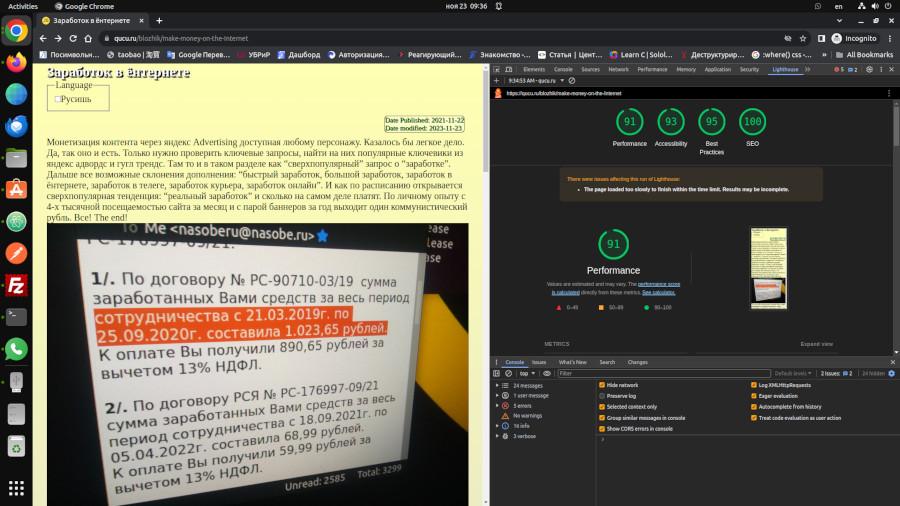 Activities
Google Chrome
ноя 23 09:36
en
Заработок в ёнтернете
qucu.ru/blozhik/make-money-on-the-Internet
Incognito
Посимвольн...
taobao | 淘宝
Google Перев...
УБРиР
Дашборд
Авторизация...
Реагирующий...
Знакомство -...
Статья | Цент...
Learn C | Solol...
Деструктурир...
:where() css -...
All Bookmarks
Заработок в ёнтернете
Language
Русишь
Date Published: 2021-11-22
Date modified: 2023-11-23
Монетизация контента через яндекс Advertising доступная любому персонажу. Казалось бы легкое дело.
Да, так оно и есть. Только нужно проверить ключевые запросы, найти на них популярные ключевики из
яндекс адвордс и гугл трендс. Там то и в таком разделе как “сверхпопулярный” запрос о “заработке”.
Дальше все возможные склонения дополнения: “быстрый заработок, большой заработок, заработок в
ёнтернете, заработок в телеге, заработок курьера, заработок онлайн”. И как по расписанию открывается
сверхпопулярная тенденция: “реальный заработок” и сколько на самом деле платят. По личному опыту с
4-х тысячной посещаемостью сайта за месяц и с парой баннеров за год выходит один коммунистический
рубль. Все! The end!
To Me <nasoberu@nasobe.ru>
РС-176997-09/21.
1/. По договору № РС-90710-03/19 сумма
заработанных Вами средств за весь период
сотрудничества с 21.03.2019г. по
25.09.2020г. составила 1.023,65 рублей.
К оплате Вы получили 890,65 рублей за
вычетом 13% НДФЛ.
2/. По договору РСЯ № РС-176997-09/21
сумма заработанных Вами средств за весь
период сотрудничества с 18.09.2021г. по
05.04.2022г. составила 68,99 рублей.
К оплате Вы получили 59,99 рублей за
вычетом 13% НДФЛ.
Unread: 2585 Total: 3299
ease
lease
ease
Elements
Console
Sources
Network
Performance
Memory
Application
Security
Lighthouse
5
2
9:34:53 AM - qucu.ru
https://qucu.ru/blozhik/make-money-on-the-Internet
91
93
95
100
Performance
Accessibility
Best
Practices
SEO
There were issues affecting this run of Lighthouse:
The page loaded too slowly to finish within the time limit. Results may be incomplete.
91
Performance
Values are estimated and may vary. The performance score
is calculated directly from these metrics. See calculator.
0–49
50–89
90–100
METRICS
Expand view
Console
Issues
What's New
Search
Changes
top
Filter
Default levels
2 Issues: 2
24 hidden
24 messages
1 user message
5 errors
No warnings
16 info
3 verbose
Hide network
Preserve log
Selected context only
Group similar messages in console
Show CORS errors in console
Log XMLHttpRequests
Eager evaluation
Autocomplete from history
Treat code evaluation as user action